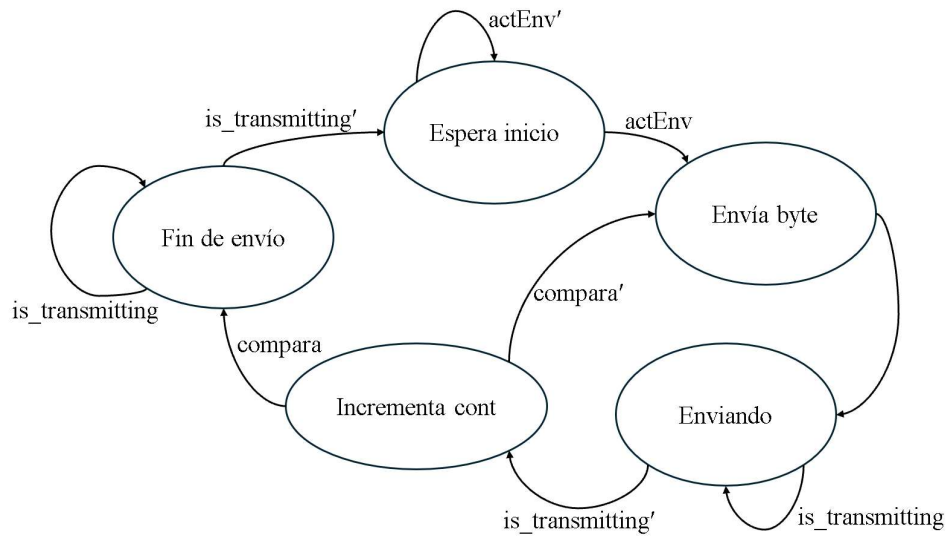 actEnv′
is_transmitting′
Espera inicio
actEnv
Envía byte
Fin de envío
compara′
is_transmitting
compara
Incrementa cont
Enviando
is_transmitting′
is_transmitting